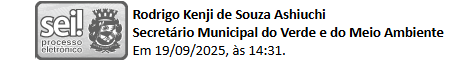 sei!
processo
eletrônico
Rodrigo Kenji de Souza Ashiuchi
Secretário Municipal do Verde e do Meio Ambiente
Em 19/09/2025, às 14:31.